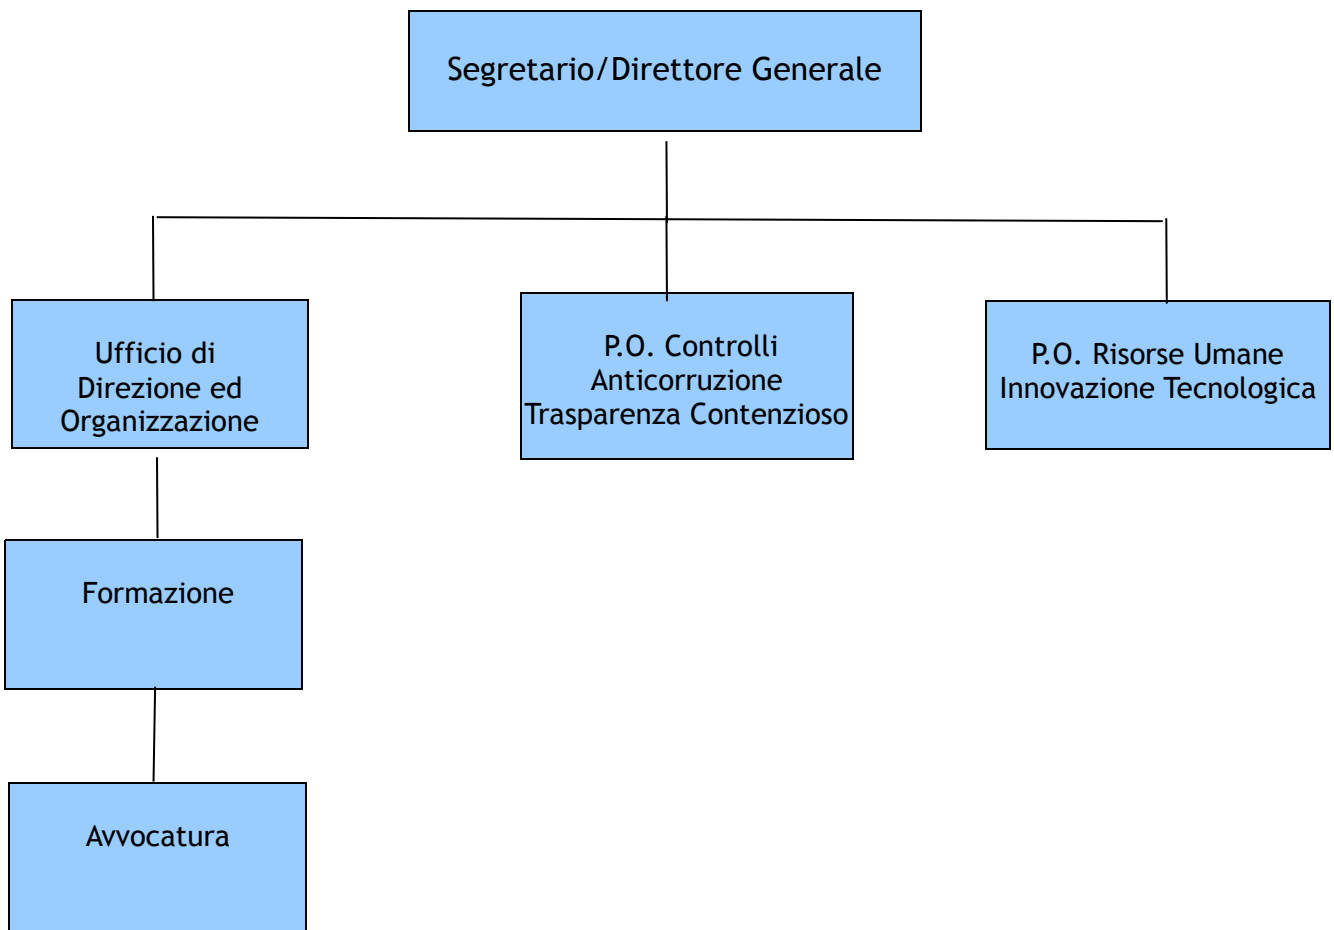 Segretario/Direttore Generale
Ufficio di
Direzione ed
Organizzazione
P.O. Controlli
Anticorruzione
Trasparenza Contenzioso
P.O. Risorse Umane
Innovazione Tecnologica
Formazione
Avvocatura